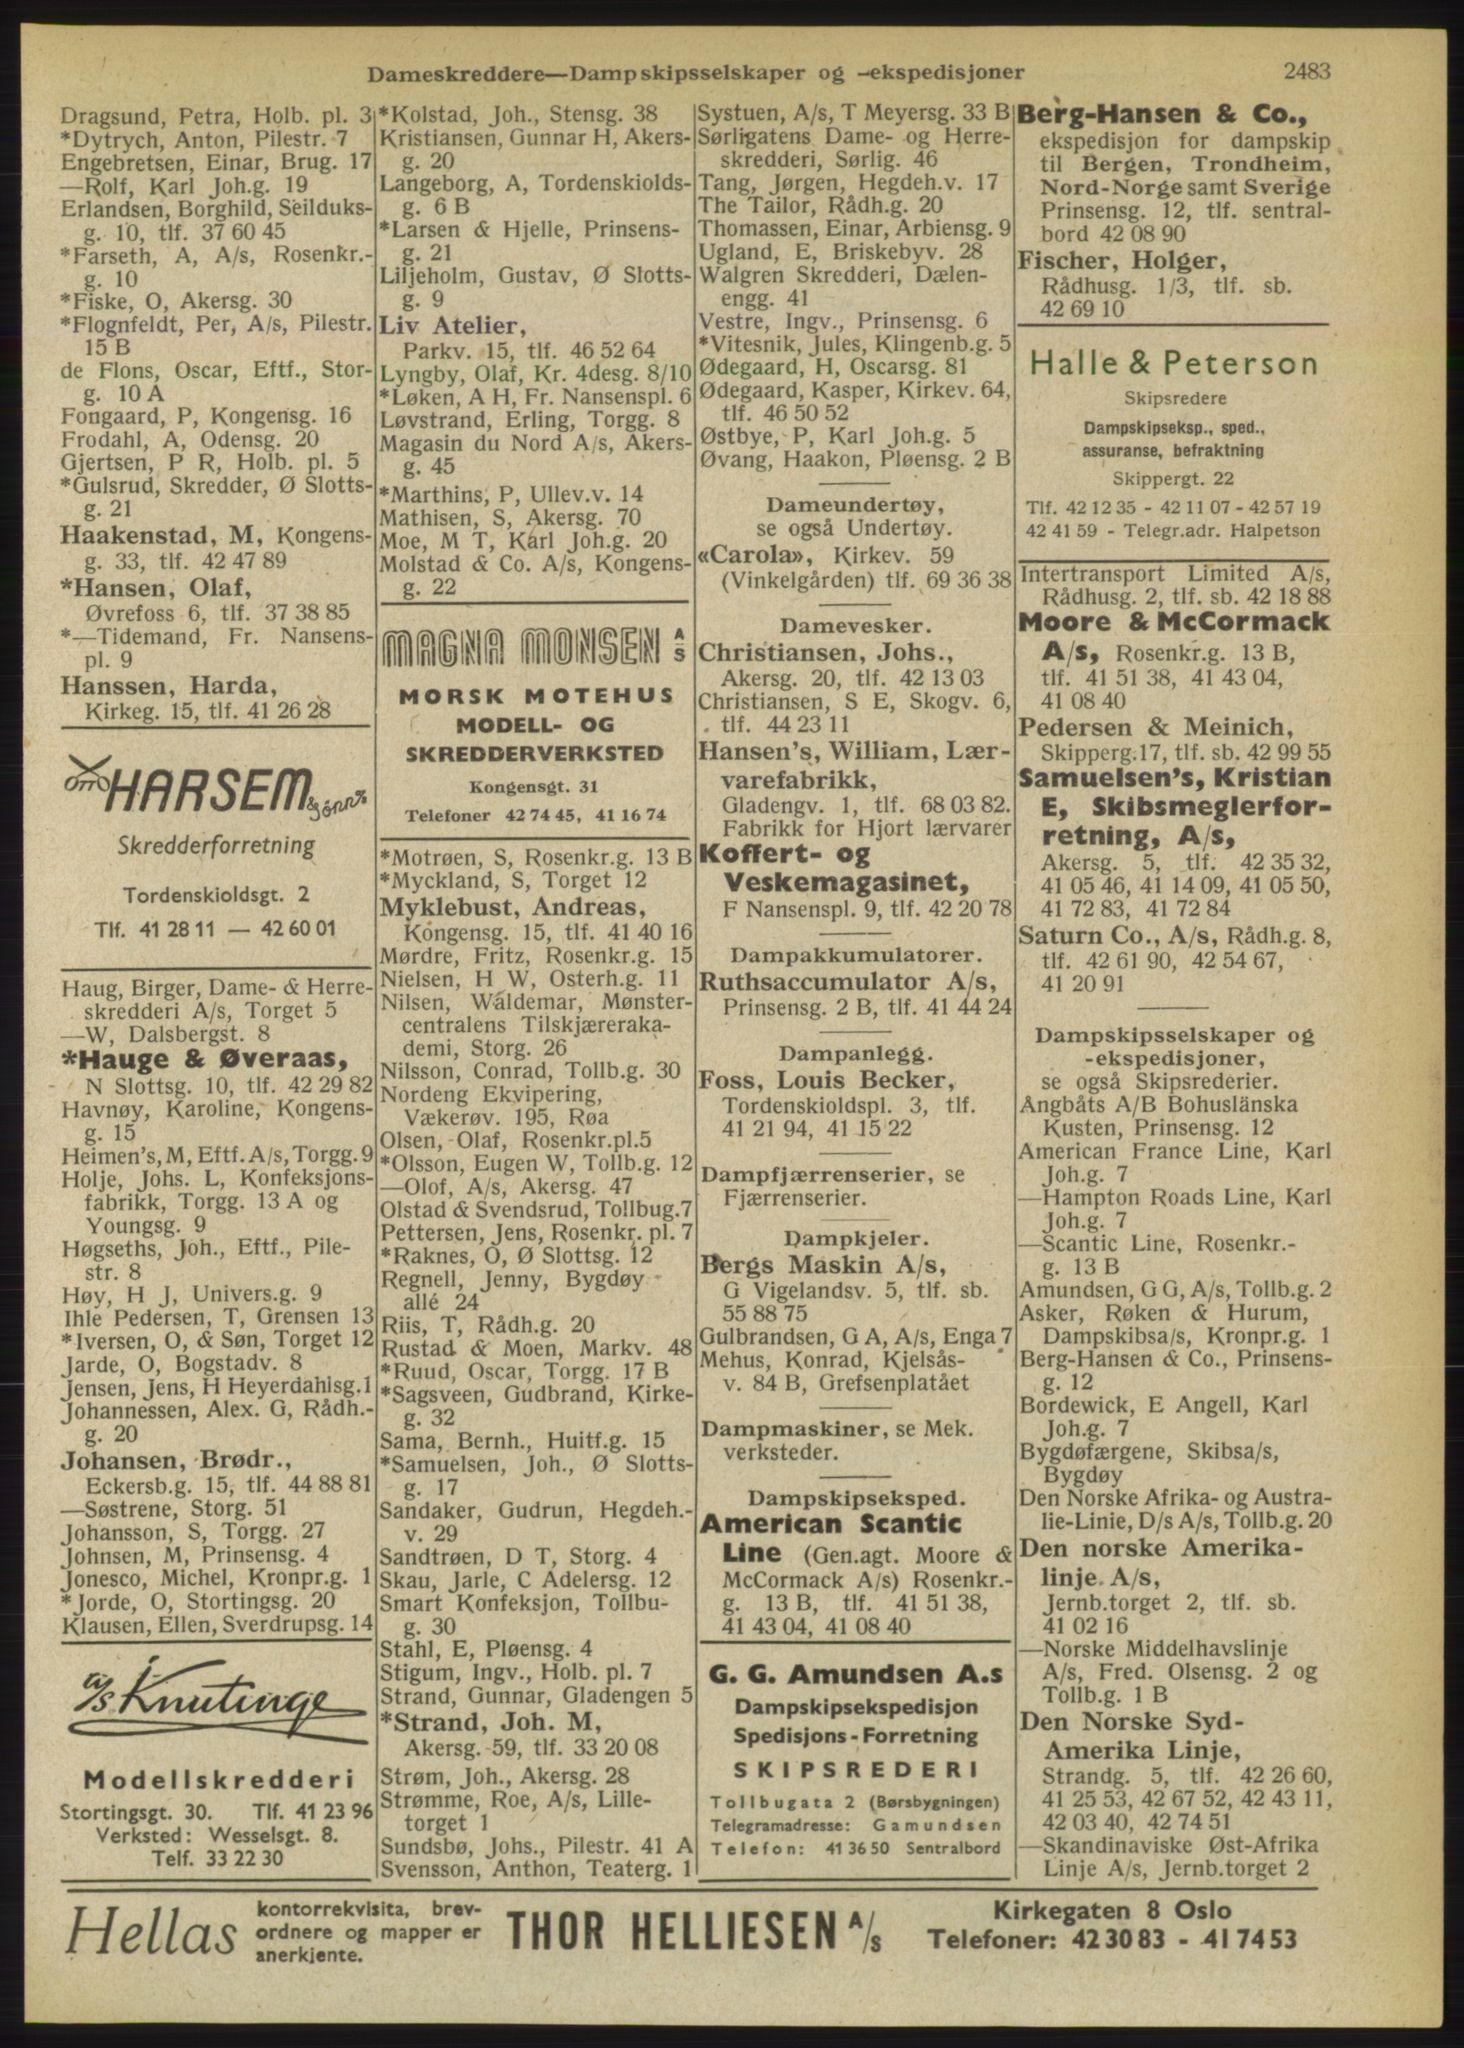 Dameskreddere—Dampskipsselskaper og -ekspedisjoner 2483
Dragsund, Petra, Holb. pl. 3
*Dytrych, Anton, Pilestr. 7
Engebretsen, Einar, Brug. 17
—Rolf, Karl Joh.g. 19
Erlandsen, Borghild, Seilduks-
g. 10, tlf. 37 60 45
*Farseth, A, A/s, Rosenkr.-
g. 10
*Fiske, O, Akersg. 30
*Flognfeldt, Per, A/s, Pilestr.
15 B
de Flons, Oscar, Eftf., Stor-
g. 10 A
Fongaard, P, Kongensg. 16
Frodahl, A, Odensg. 20
Gjertsen, P R, Holb. pl. 5
*Gulsrud, Skredder, Ø Slotts-
g. 21
Haakenstad, M, Kongens-
g. 33, tlf. 42 47 89
*Hansen, Olaf,
Øvrefoss 6, tlf. 37 38 85
*—Tidemand, Fr. Nansens-
pl. 9
Hanssen, Harda,
Kirkeg. 15, tlf. 41 26 28
OTTO HARSEM & Sønn A/s
Skredderforretning
Tordenskioldsgt. 2
Tlf. 41 28 11 — 42 60 01
Haug, Birger, Dame- & Herre-
skredderi A/s, Torget 5
—W, Dalsbergst. 8
*Hauge & Øveraas,
N Slottsg. 10, tlf. 42 29 82
Havnøy, Karoline, Kongens-
g. 15
Heimen's, M, Eftf. A/s, Torgg. 9
Holje, Johs. L, Konfeksjons-
fabrikk, Torgg. 13 A og
Youngsg. 9
Høgseths, Joh., Eftf., Pile-
str. 8
Høy, H J, Univers.g. 9
Ihle Pedersen, T, Grensen 13
*Iversen, O, & Søn, Torget 12
Jarde, O, Bogstadv. 8
Jensen, Jens, H Heyerdahlsg.1
Johannessen, Alex. G, Rådh.-
g. 20
Johansen, Brødr.,
Eckersb.g. 15, tlf. 44 88 81
—Søstrene, Storg. 51
Johansson, S, Torgg. 27
Johnsen, M, Prinsensg. 4
Jonesco, Michel, Kronpr.g. 1
*Jorde, O, Stortingsg. 20
Klausen, Ellen, Sverdrupsg. 14
A/s Knutinge
Modellskredderi
Stortingsgt. 30. Tlf. 41 23 96
Verksted: Wesselsgt. 8.
Telf. 33 22 30
*Kolstad, Joh., Stensg. 38
Kristiansen, Gunnar H, Akers-
g. 20
Langeborg, A, Tordenskiolds-
g. 6 B
*Larsen & Hjelle, Prinsens-
g. 21
Liljeholm, Gustav, Ø Slotts-
g. 9
Liv Atelier,
Parkv. 15, tlf. 46 52 64
Lyngby, Olaf, Kr. 4desg. 8/10
*Løken, A H, Fr. Nansenspl. 6
Løvstrand, Erling, Torgg. 8
Magasin du Nord A/s, Akers-
g. 45
*Marthins, P, Ullev.v. 14
Mathisen, S, Akersg. 70
Moe, M T, Karl Joh.g. 20
Molstad & Co. A/s, Kongens-
g. 22
MAGNA MONSEN A/S
MORSK MOTEHUS
MODELL- OG
SKREDDERVERKSTED
Kongensgt. 31
Telefoner 42 74 45, 41 16 74
*Motrøen, S, Rosenkr.g. 13 B
*Myckland, S, Torget 12
Myklebust, Andreas,
Kongensg. 15, tlf. 41 40 16
Mørdre, Fritz, Rosenkr.g. 15
Nielsen, H W, Osterh.g. 11
Nilsen, Waldemar, Mønster-
centralens Tilskjæreraka-
demi, Storg. 26
Nilsson, Conrad, Tollb.g. 30
Nordeng Ekvipering,
Vækerøv. 195, Røa
Olsen, Olaf, Rosenkr.pl.5
*Olsson, Eugen W, Tollb.g. 12
—Olof, A/s, Akersg. 47
Olstad & Svendsrud, Tollbug.7
Pettersen, Jens, Rosenkr. pl. 7
*Raknes, O, Ø Slottsg. 12
Regnell, Jenny, Bygdøy
allé 24
Riis, T, Rådh.g. 20
Rustad & Moen, Markv. 48
*Ruud, Oscar, Torgg. 17 B
*Sagsveen, Gudbrand, Kirke-
g. 32
Sama, Bernh., Huitf.g. 15
*Samuelsen, Joh., Ø Slotts-
g. 17
Sandaker, Gudrun, Hegdeh.-
v. 29
Sandtrøen, D T, Storg. 4
Skau, Jarle, C Adelersg. 12
Smart Konfeksjon, Tollbu-
g. 30
Stahl, E, Pløensg. 4
Stigum, Ingv., Holb. pl. 7
Strand, Gunnar, Gladengen 5
*Strand, Joh. M,
Akersg. 59, tlf. 33 20 08
Strøm, Joh., Akersg. 28
Strømme, Roe, A/s, Lille-
torget 1
Sundsbø, Johs., Pilestr. 41 A
Svensson, Anthon, Teaterg. 1
Systuen, A/s, T Meyersg. 33 B
Sørligatens Dame- og Herre-
skredderi, Sørlig. 46
Tang, Jørgen, Hegdeh.v. 17
The Tailor, Rådh.g. 20
Thomassen, Einar, Arbiensg. 9
Ugland, E, Briskebyv. 28
Walgren Skredderi, Dælen-
engg. 41
Vestre, Ingv., Prinsensg. 6
*Vitesnik, Jules, Klingenb.g. 5
Ødegaard, H, Oscarsg. 81
Ødegaard, Kasper, Kirkev. 64,
tlf. 46 50 52
Østbye, P, Karl Joh.g. 5
Øvang, Haakon, Pløensg. 2 B
Dameundertøy,
se også Undertøy.
«Carola», Kirkev. 59
(Vinkelgården) tlf. 69 36 38
Damevesker.
Christiansen, Johs.,
Akersg. 20, tlf. 42 13 03
Christiansen, S E, Skogv. 6,
tlf. 44 23 11
Hansen's, William, Lær-
varefabrikk,
Gladengv. 1, tlf. 68 03 82.
Fabrikk for Hjort lærvarer
Koffert- og
Veskemagasinet,
F Nansenspl. 9, tlf. 42 20 78
Dampakkumulatorer.
Ruthsaccumulator A/s,
Prinsensg. 2 B, tlf. 41 44 24
Dampanlegg.
Foss, Louis Becker,
Tordenskioldspl. 3, tlf.
41 21 94, 41 15 22
Dampfjærrenserier, se
Fjærrenserier.
Dampkjeler.
Bergs Maskin A/s,
G Vigelandsv. 5, tlf. sb.
55 88 75
Gulbrandsen, G A, A/s, Enga 7
Mehus, Konrad, Kjelsås-
v. 84 B, Grefsenplatået
Dampmaskiner, se Mek.
verksteder.
Dampskipseksped.
American Scantic
Line (Gen.agt. Moore &
McCormack A/s) Rosenkr.-
g. 13 B, tlf. 41 51 38,
41 43 04, 41 08 40
G. G. Amundsen A.s
Dampskipsekspedisjon
Spedisjons-Forretning
SKIPSREDERI
Tollbugata 2 (Børsbygningen)
Telegramadresse: Gamundsen
Telefon: 41 36 50 Sentralbord
Berg-Hansen & Co.,
ekspedisjon for dampskip
til Bergen, Trondheim,
Nord-Norge samt Sverige
Prinsensg. 12, tlf. sentral-
bord 42 08 90
Fischer, Holger,
Rådhusg. 1/3, tlf. sb.
42 69 10
Halle & Peterson
Skipsredere
Dampskipseksp., sped.,
assuranse, befraktning
Skippergt. 22
Tlf. 42 12 35 - 42 11 07 - 42 57 19
42 41 59 - Telegr.adr. Halpetson
Intertransport Limited A/s,
Rådhusg. 2, tlf. sb. 42 18 88
Moore & McCormack
A/s, Rosenkr.g. 13 B,
tlf. 41 51 38, 41 43 04,
41 08 40
Pedersen & Meinich,
Skipperg.17, tlf. sb. 42 99 55
Samuelsen's, Kristian
E, Skibsmeglerfor-
retning, A/s,
Akersg. 5, tlf. 42 35 32,
41 05 46, 41 14 09, 41 05 50,
41 72 83, 41 72 84
Saturn Co., A/s, Rådh.g. 8,
tlf. 42 61 90, 42 54 67,
41 20 91
Dampskipsselskaper og
-ekspedisjoner,
se også Skipsrederier.
Ångbåts A/B Bohuslänska
Kusten, Prinsensg. 12
American France Line, Karl
Joh.g. 7
—Hampton Roads Line, Karl
Joh.g. 7
—Scantic Line, Rosenkr.-
g. 13 B
Amundsen, G G, A/s, Tollb.g. 2
Asker, Røken & Hurum,
Dampskibsa/s, Kronpr.g. 1
Berg-Hansen & Co., Prinsens-
g. 12
Bordewick, E Angell, Karl
Joh.g. 7
Bygdøfærgene, Skibsa/s,
Bygdøy
Den Norske Afrika- og Austra-
lie-Linie, D/s A/s, Tollb.g. 20
Den norske Amerika-
linje A/s,
Jernb.torget 2, tlf. sb.
41 02 16
—Norske Middelhavslinje
A/s, Fred. Olsensg. 2 og
Tollb.g. 1 B
Den Norske Syd-
Amerika Linje,
Strandg. 5, tlf. 42 26 60,
41 25 53, 42 67 52, 42 43 11,
42 03 40, 42 74 51
—Skandinaviske Øst-Afrika
Linje A/s, Jernb.torget 2
Hellas kontorrekvisita, brev-
ordnere og mapper er
anerkjente.
THOR HELLIESEN A/s
Kirkegaten 8 Oslo
Telefoner: 42 30 83 - 41 74 53